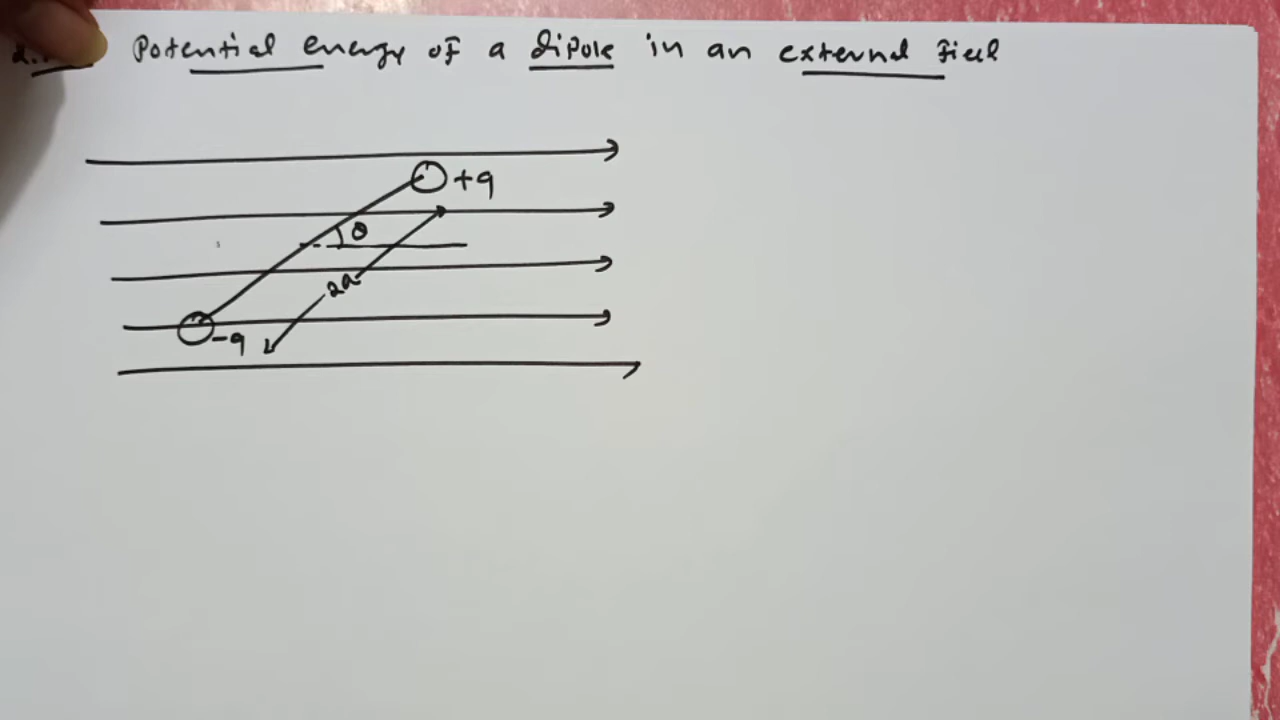 Potential energy of a dipole in an external field
+q
θ
2a
-q